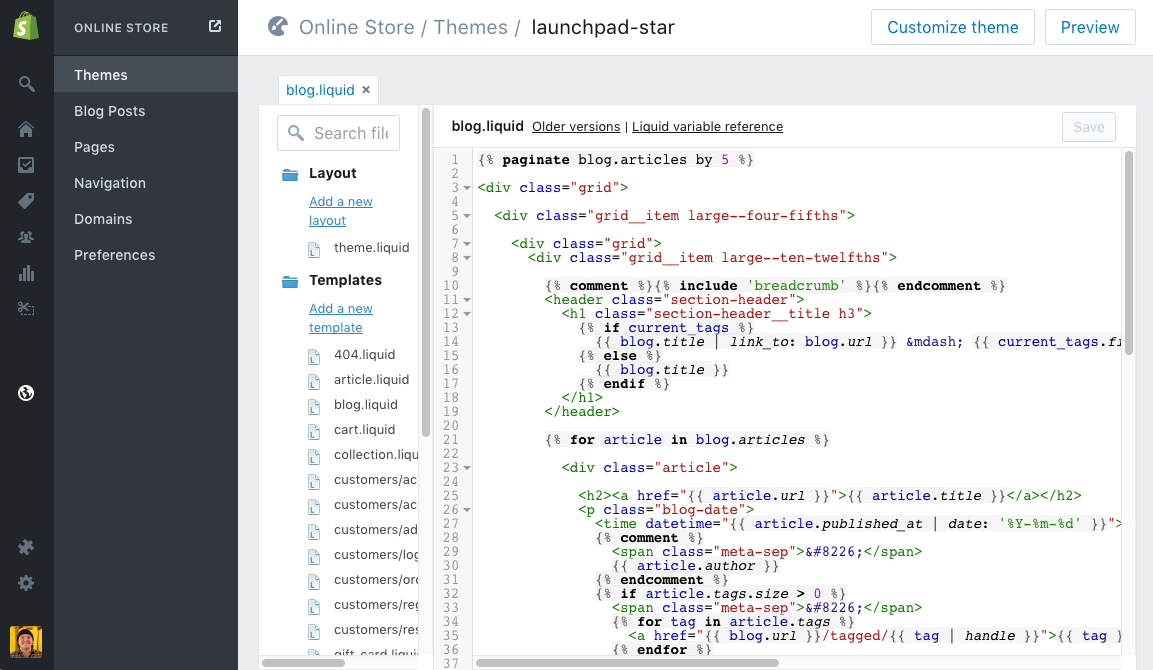 ONLINE STORE
Themes
Blog Posts
Pages
Navigation
Domains
Preferences
Online Store / Themes / launchpad-star
Customize theme
Preview
blog.liquid ×
Search file
Layout
Add a new
layout
theme.liquid
Templates
Add a new
template
404.liquid
article.liquid
blog.liquid
cart.liquid
collection.liqu
customers/ac
customers/ac
customers/ad
customers/log
customers/ord
customers/reg
customers/res
gift_card.liquid
blog.liquid Older versions | Liquid variable reference
Save
1 {% paginate blog.articles by 5 %}
2
3 <div class="grid">
4
5 <div class="grid__item large--four-fifths">
6
7 <div class="grid">
8 <div class="grid__item large--ten-twelfths">
9
10 {% comment %}{% include 'breadcrumb' %}{% endcomment %}
11 <header class="section-header">
12 <h1 class="section-header__title h3">
13 {% if current_tags %}
14 {{ blog.title | link_to: blog.url }} &mdash; {{ current_tags.fi
15 {% else %}
16 {{ blog.title }}
17 {% endif %}
18 </h1>
19 </header>
20
21 {% for article in blog.articles %}
22
23 <div class="article">
24
25 <h2><a href="{{ article.url }}">{{ article.title }}</a></h2>
26 <p class="blog-date">
27 <time datetime="{{ article.published_at | date: '%Y-%m-%d' }}">
28 {% comment %}
29 <span class="meta-sep">&#8226;</span>
30 {{ article.author }}
31 {% endcomment %}
32 {% if article.tags.size > 0 %}
33 <span class="meta-sep">&#8226;</span>
34 {% for tag in article.tags %}
35 <a href="{{ blog.url }}/tagged/{{ tag | handle }}">{{ tag }
36 {% endfor %}
37